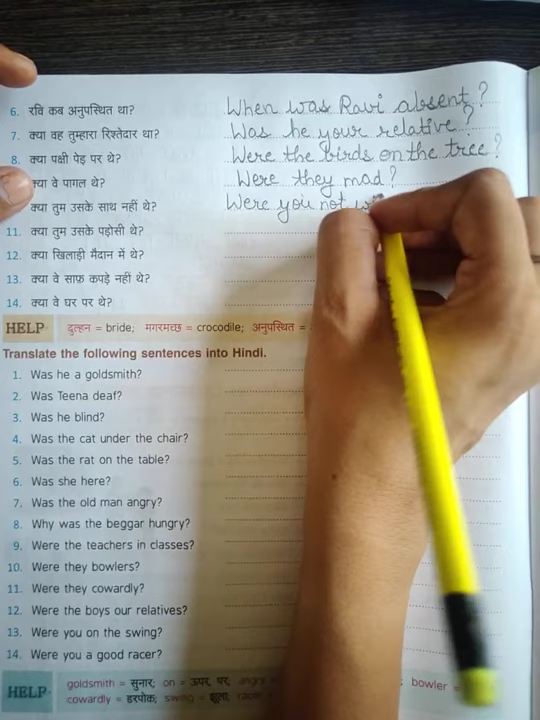 6. रवि कब अनुपस्थित था? When was Ravi absent?
7. क्या वह तुम्हारा रिश्तेदार था? Was he your relative?
8. क्या पक्षी पेड़ पर थे? Were the birds on the tree?
क्या वे पागल थे? Were they mad?
क्या तुम उसके साथ नहीं थे? Were you not
11. क्या तुम उसके पड़ोसी थे?
12. क्या खिलाड़ी मैदान में थे?
13. क्या वे साफ़ कपड़े नहीं थे?
14. क्या वे घर पर थे?
HELP दुल्हन = bride; मगरमच्छ = crocodile; अनुपस्थित =
Translate the following sentences into Hindi.
1. Was he a goldsmith?
2. Was Teena deaf?
3. Was he blind?
4. Was the cat under the chair?
5. Was the rat on the table?
6. Was she here?
7. Was the old man angry?
8. Why was the beggar hungry?
9. Were the teachers in classes?
10. Were they bowlers?
11. Were they cowardly?
12. Were the boys our relatives?
13. Were you on the swing?
14. Were you a good racer?
HELP goldsmith = सुनार; on = ऊपर, पर; angry = ; bowler =
cowardly = डरपोक; swing = झूला; racer